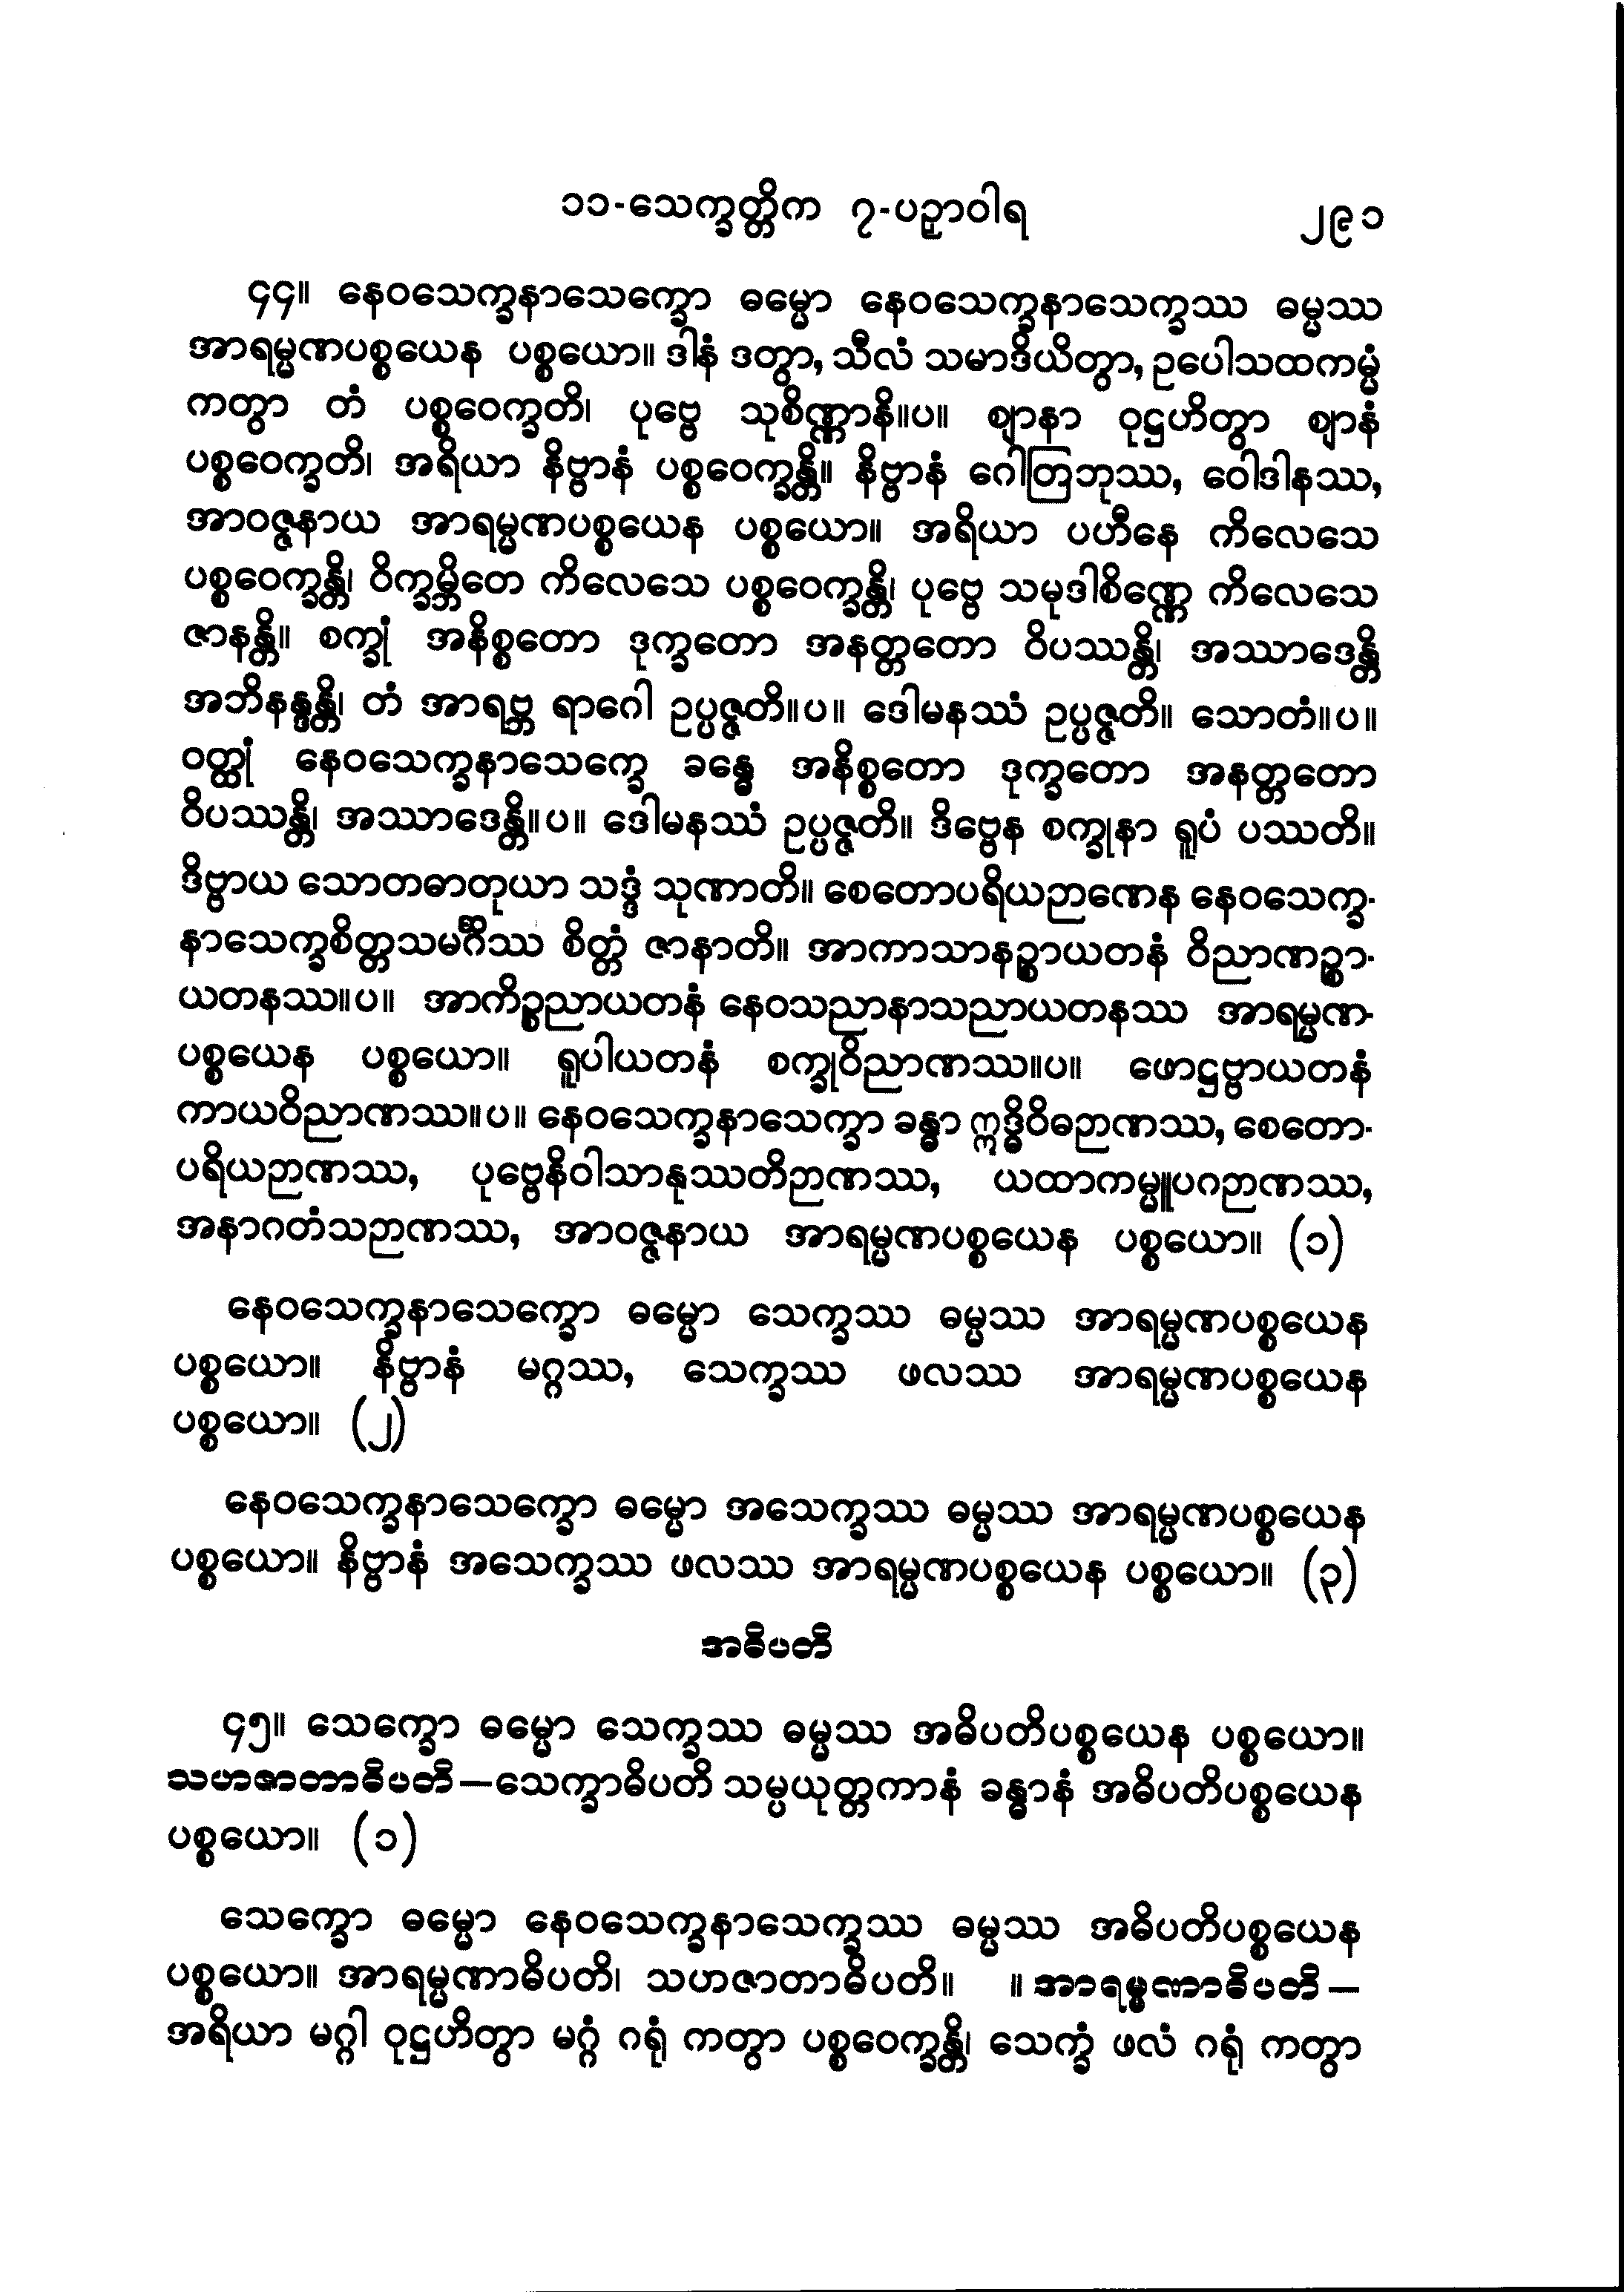 ၁၁-သေက္ခတ္တိက ၇-ပဉှာဝါရ ၂၉၁
၄၄။ နေဝသေက္ခနာသေက္ခော ဓမ္မော နေဝသေက္ခနာသေက္ခဿ ဓမ္မဿ
အာရမ္မဏပစ္စယေန ပစ္စယော။ ဒါနံ ဒတွာ, သီလံ သမာဒိယိတွာ, ဥပေါသထကမ္မံ
ကတွာ တံ ပစ္စဝေက္ခတိ၊ ပုဗ္ဗေ သုစိဏ္ဏာနိ။ပ။ ဈာနာ ဝုဋ္ဌဟိတွာ ဈာနံ
ပစ္စဝေက္ခတိ၊ အရိယာ နိဗ္ဗာနံ ပစ္စဝေက္ခန္တိ။ နိဗ္ဗာနံ ဂေါတြဘုဿ, ဝေါဒါနဿ,
အာဝဇ္ဇနာယ အာရမ္မဏပစ္စယေန ပစ္စယော။ အရိယာ ပဟီနေ ကိလေသေ
ပစ္စဝေက္ခန္တိ၊ ဝိက္ခမ္ဘိတေ ကိလေသေ ပစ္စဝေက္ခန္တိ၊ ပုဗ္ဗေ သမုဒါစိဏ္ဏေ ကိလေသေ
ဇာနန္တိ။ စက္ခုံ အနိစ္စတော ဒုက္ခတော အနတ္တတော ဝိပဿန္တိ၊ အဿာဒေန္တိ
အဘိနန္ဒန္တိ၊ တံ အာရဗ္ဘ ရာဂေါ ဥပ္ပဇ္ဇတိ။ပ။ ဒေါမနဿံ ဥပ္ပဇ္ဇတိ။ သောတံ။ပ။
ဝတ္ထုံ နေဝသေက္ခနာသေက္ခေ ခန္ဓေ အနိစ္စတော ဒုက္ခတော အနတ္တတော
ဝိပဿန္တိ၊ အဿာဒေန္တိ။ပ။ ဒေါမနဿံ ဥပ္ပဇ္ဇတိ။ ဒိဗ္ဗေန စက္ခုနာ ရူပံ ပဿတိ။
ဒိဗ္ဗာယ သောတဓာတုယာ သဒ္ဒံ သုဏာတိ။ စေတောပရိယဉာဏေန နေဝသေက္ခ-
နာသေက္ခစိတ္တသမင်္ဂိဿ စိတ္တံ ဇာနာတိ။ အာကာသာနဉ္စာယတနံ ဝိညာဏဉ္စာ-
ယတနဿ။ပ။ အာကိဉ္စညာယတနံ နေဝသညာနာသညာယတနဿ အာရမ္မဏ-
ပစ္စယေန ပစ္စယော။ ရူပါယတနံ စက္ခုဝိညာဏဿ။ပ။ ဖောဋ္ဌဗ္ဗာယတနံ
ကာယဝိညာဏဿ။ပ။ နေဝသေက္ခနာသေက္ခာ ခန္ဓာ ဣဒ္ဓိဝိဓဉာဏဿ, စေတော-
ပရိယဉာဏဿ, ပုဗ္ဗေနိဝါသာနုဿတိဉာဏဿ, ယထာကမ္မူပဂဉာဏဿ,
အနာဂတံသဉာဏဿ, အာဝဇ္ဇနာယ အာရမ္မဏပစ္စယေန ပစ္စယော။ (၁)
နေဝသေက္ခနာသေက္ခော ဓမ္မော သေက္ခဿ ဓမ္မဿ အာရမ္မဏပစ္စယေန
ပစ္စယော။ နိဗ္ဗာနံ မဂ္ဂဿ, သေက္ခဿ ဖလဿ အာရမ္မဏပစ္စယေန
ပစ္စယော။ (၂)
နေဝသေက္ခနာသေက္ခော ဓမ္မော အသေက္ခဿ ဓမ္မဿ အာရမ္မဏပစ္စယေန
ပစ္စယော။ နိဗ္ဗာနံ အသေက္ခဿ ဖလဿ အာရမ္မဏပစ္စယေန ပစ္စယော။ (၃)
အဓိပတိ
၄၅။ သေက္ခော ဓမ္မော သေက္ခဿ ဓမ္မဿ အဓိပတိပစ္စယေန ပစ္စယော။
သဟဇာတာဓိပတိ—သေက္ခာဓိပတိ သမ္ပယုတ္တကာနံ ခန္ဓာနံ အဓိပတိပစ္စယေန
ပစ္စယော။ (၁)
သေက္ခော ဓမ္မော နေဝသေက္ခနာသေက္ခဿ ဓမ္မဿ အဓိပတိပစ္စယေန
ပစ္စယော။ အာရမ္မဏာဓိပတိ၊ သဟဇာတာဓိပတိ။ ။ အာရမ္မဏာဓိပတိ—
အရိယာ မဂ္ဂါ ဝုဋ္ဌဟိတွာ မဂ္ဂံ ဂရုံ ကတွာ ပစ္စဝေက္ခန္တိ၊ သေက္ခံ ဖလံ ဂရုံ ကတွာ